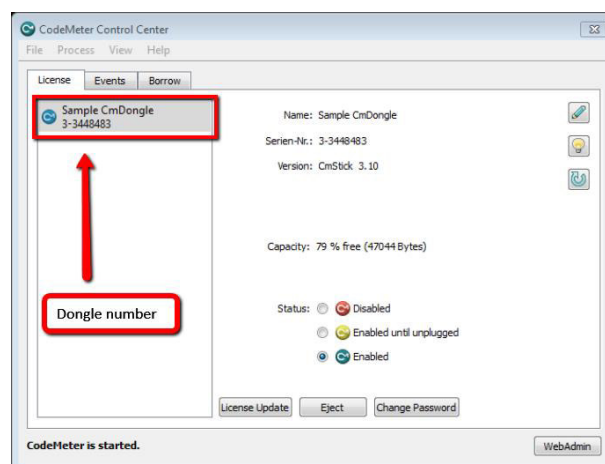 CodeMeter Control Center
File Process View Help
License Events Borrow
Sample CmDongle
3-3448483
Name: Sample CmDongle
Serien-Nr.: 3-3448483
Version: CmStick 3.10
Capacity: 79 % free (47044 Bytes)
Dongle number
Status: Disabled
Enabled until unplugged
Enabled
License Update Eject Change Password
CodeMeter is started. WebAdmin